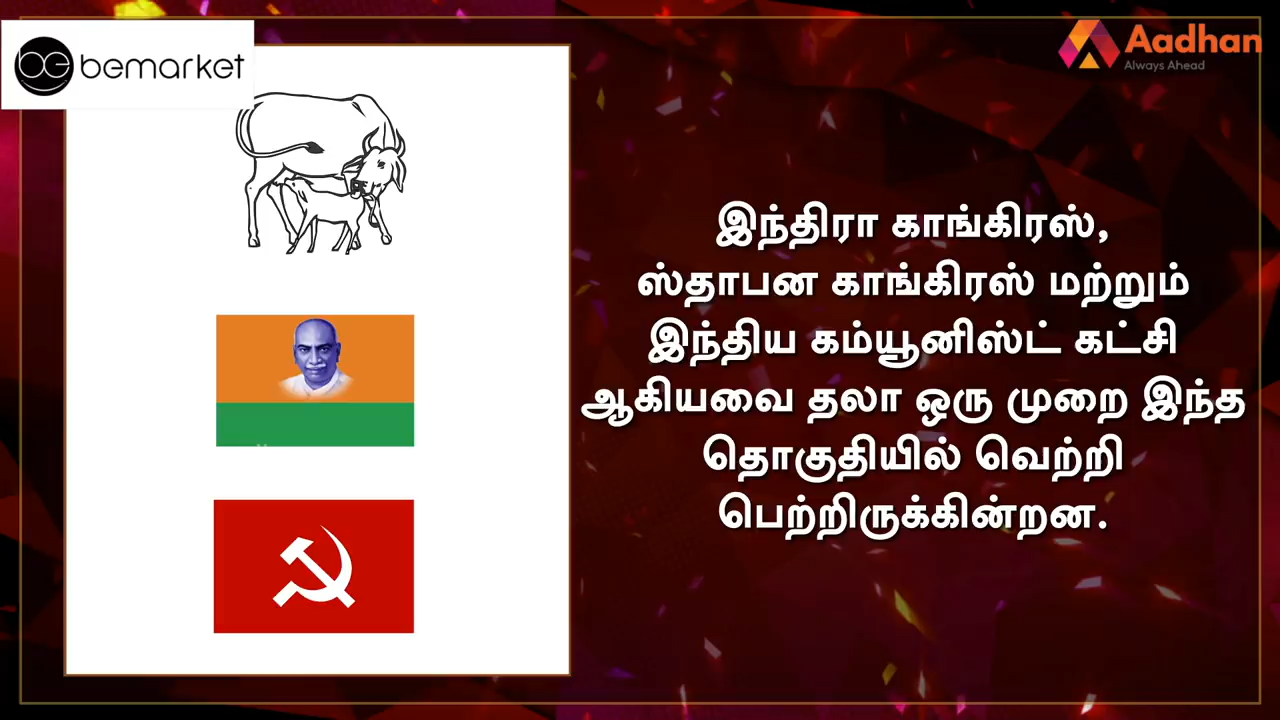 bemarket
Aadhan
Always Ahead
இந்திரா காங்கிரஸ்,
ஸ்தாபன காங்கிரஸ் மற்றும்
இந்திய கம்யூனிஸ்ட் கட்சி
ஆகியவை தலா ஒரு முறை இந்த
தொகுதியில் வெற்றி
பெற்றிருக்கின்றன.